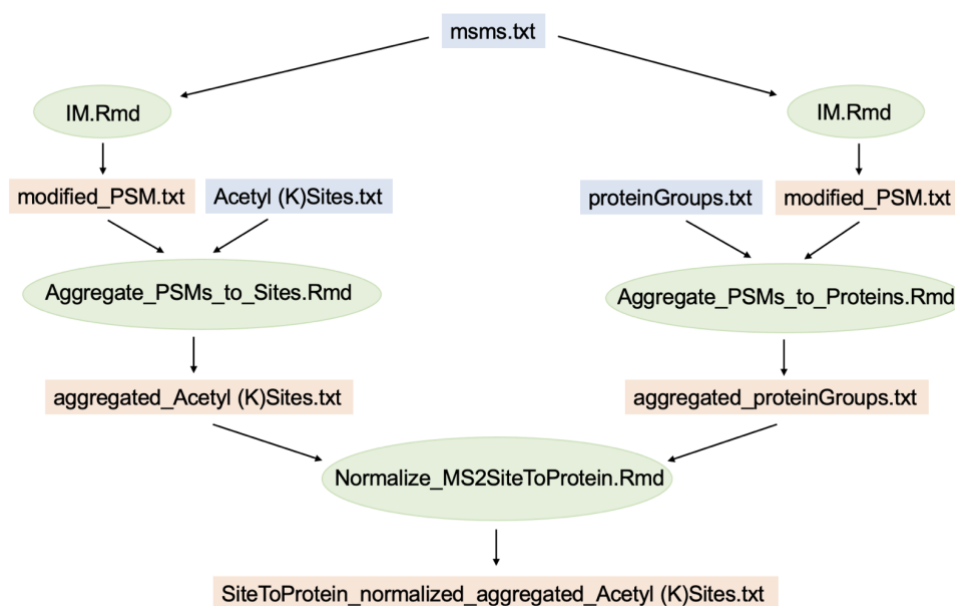 msms.txt
IM.Rmd
IM.Rmd
modified_PSM.txt
Acetyl (K)Sites.txt
proteinGroups.txt
modified_PSM.txt
Aggregate_PSMs_to_Sites.Rmd
Aggregate_PSMs_to_Proteins.Rmd
aggregated_Acetyl (K)Sites.txt
aggregated_proteinGroups.txt
Normalize_MS2SiteToProtein.Rmd
SiteToProtein_normalized_aggregated_Acetyl (K)Sites.txt